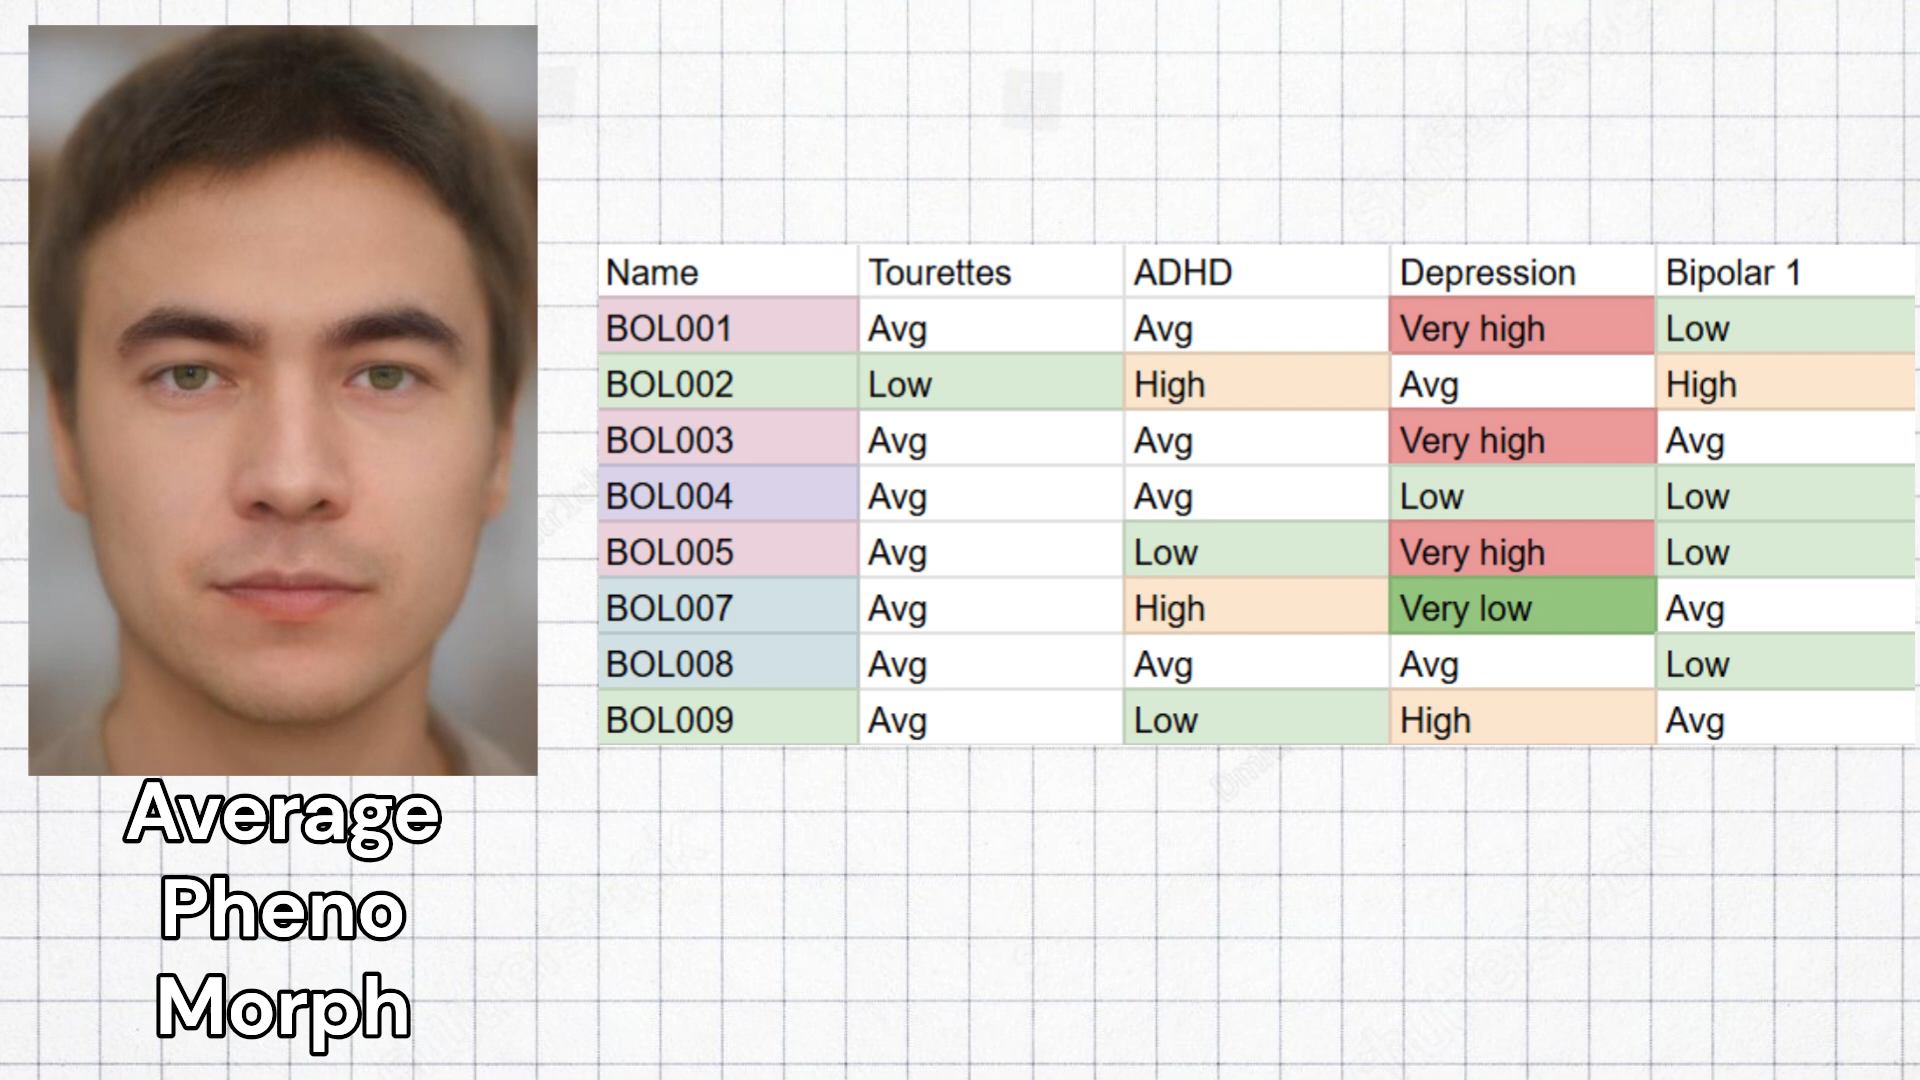 Name Tourettes ADHD Depression Bipolar 1
BOL001 Avg Avg Very high Low
BOL002 Low High Avg High
BOL003 Avg Avg Very high Avg
BOL004 Avg Avg Low Low
BOL005 Avg Low Very high Low
BOL007 Avg High Very low Avg
BOL008 Avg Avg Avg Low
BOL009 Avg Low High Avg
Average
Pheno
Morph